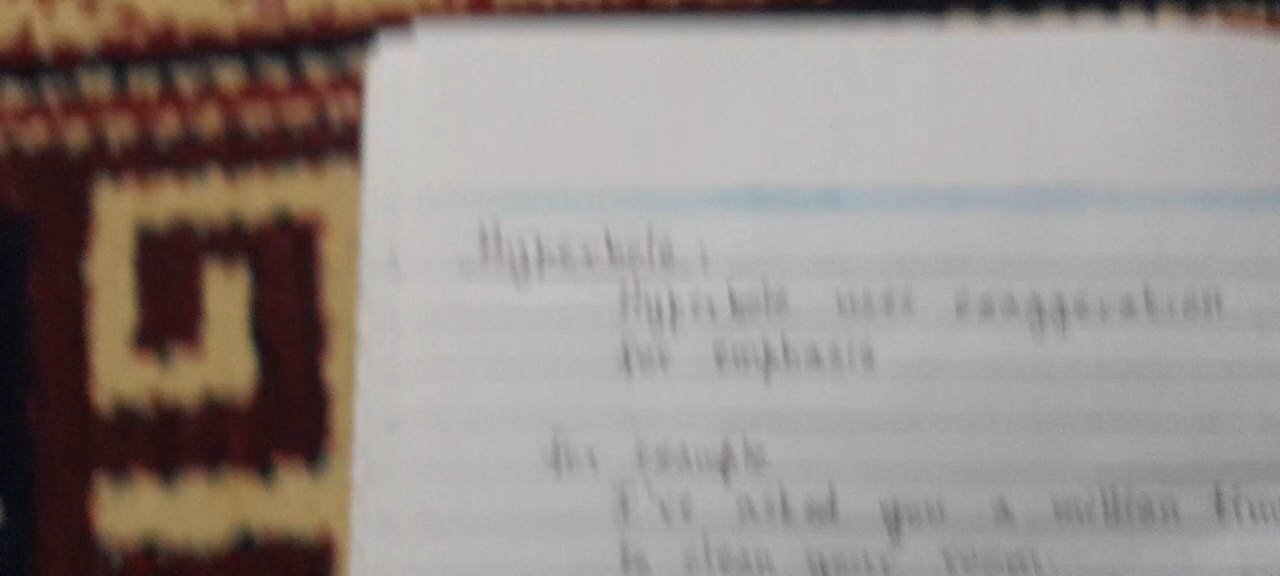 Hyperbole :
Hyperbole uses exaggeration
for emphasis
for example
I've asked you a million
to clean your room